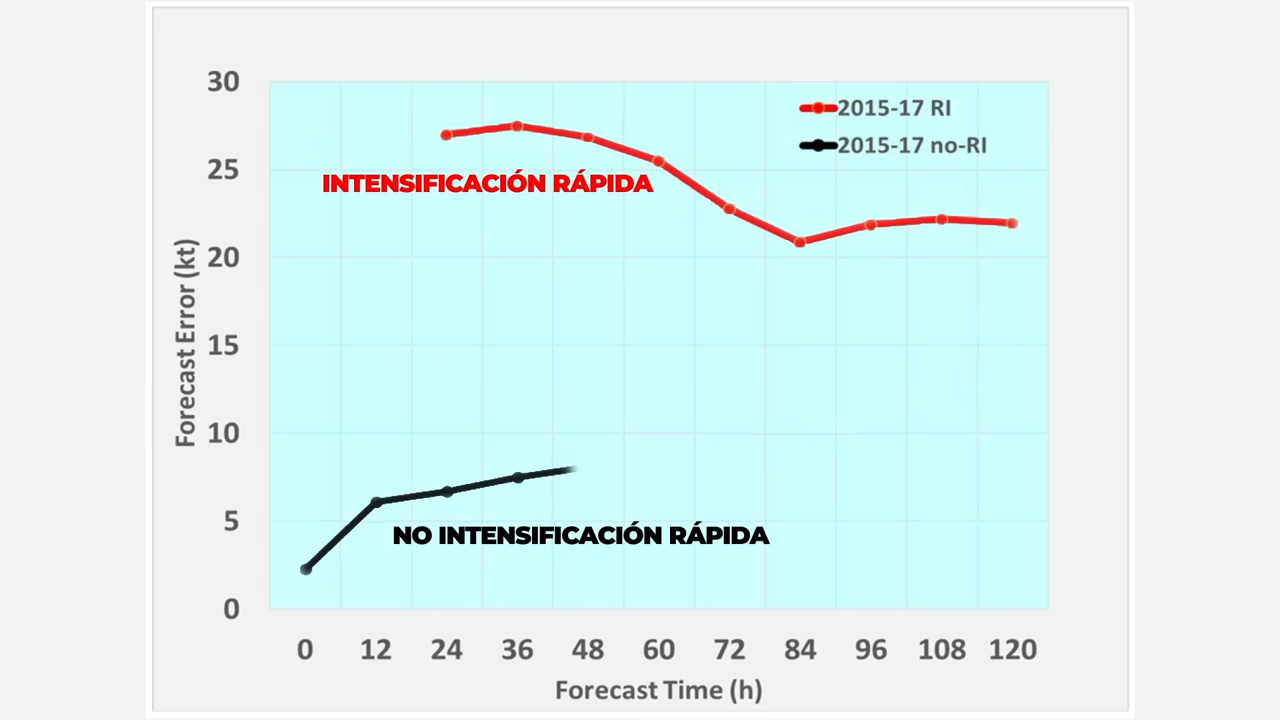 30
2015-17 RI
2015-17 no-RI
25
INTENSIFICACIÓN RÁPIDA
20
Forecast Error (kt)
15
10
5
NO INTENSIFICACIÓN RÁPIDA
0
0 12 24 36 48 60 72 84 96 108 120
Forecast Time (h)